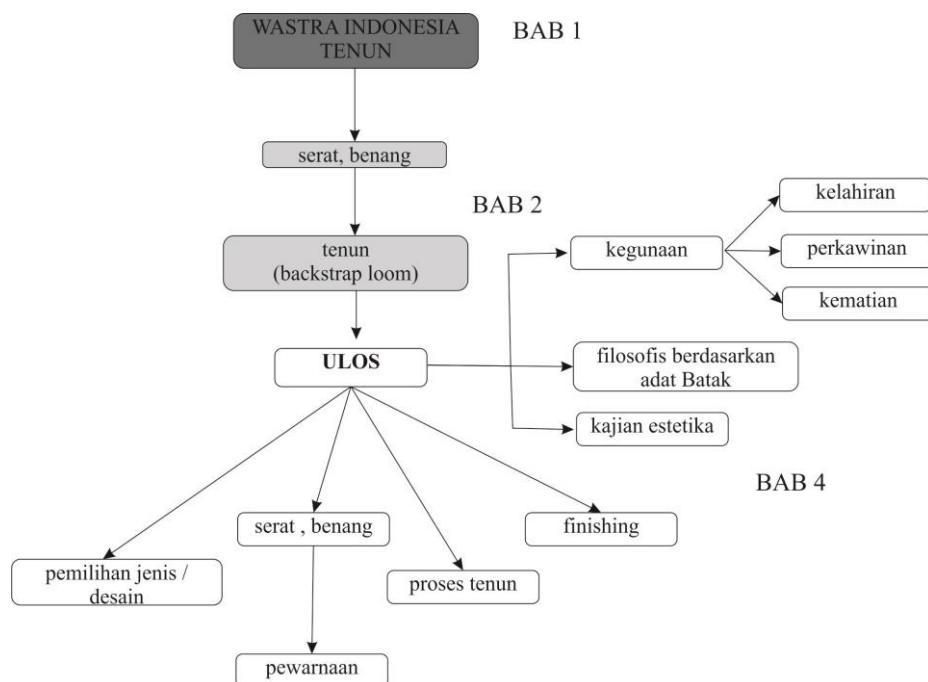 WASTRA INDONESIA
TENUN
BAB 1
serat, benang
BAB 2
kelahiran
tenun
(backstrap loom)
kegunaan
perkawinan
kematian
ULOS
filosofis berdasarkan
adat Batak
kajian estetika
BAB 4
serat , benang
finishing
pemilihan jenis /
desain
proses tenun
pewarnaan